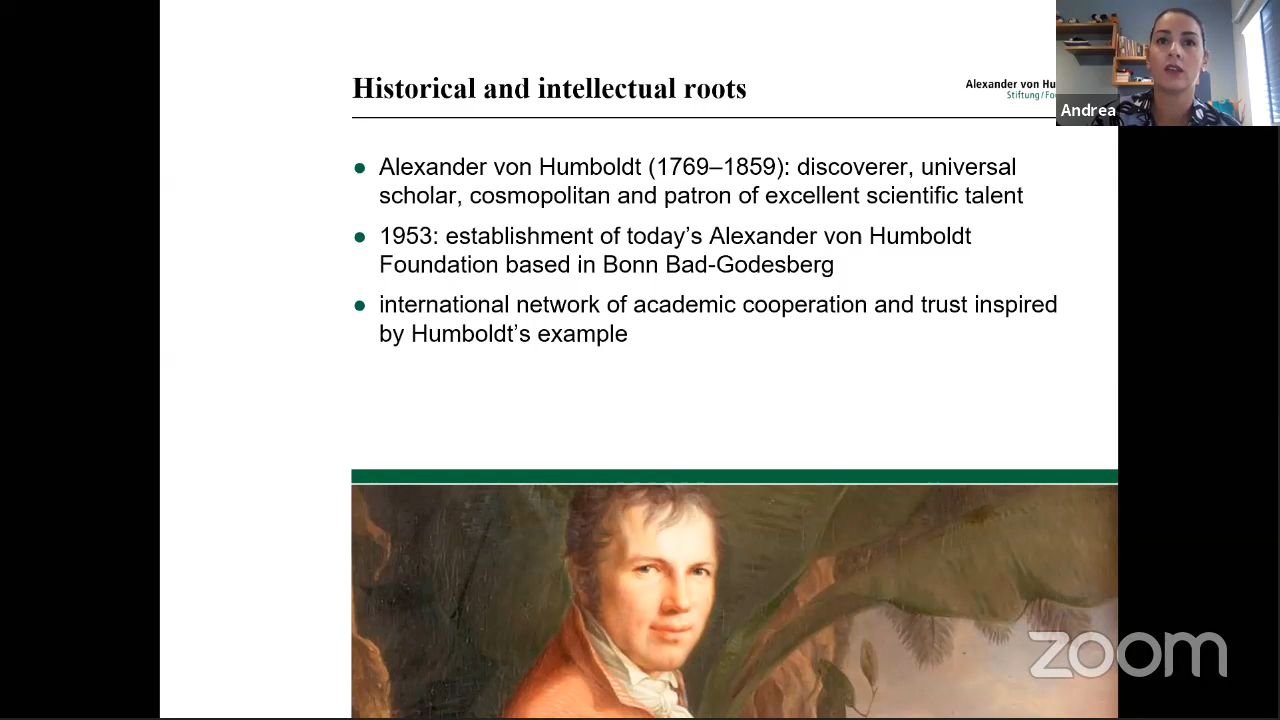 Historical and intellectual roots
Alexander von Hu
Stiftung/Fo
Andrea
● Alexander von Humboldt (1769–1859): discoverer, universal
scholar, cosmopolitan and patron of excellent scientific talent
● 1953: establishment of today’s Alexander von Humboldt
Foundation based in Bonn Bad-Godesberg
● international network of academic cooperation and trust inspired
by Humboldt’s example
zoom